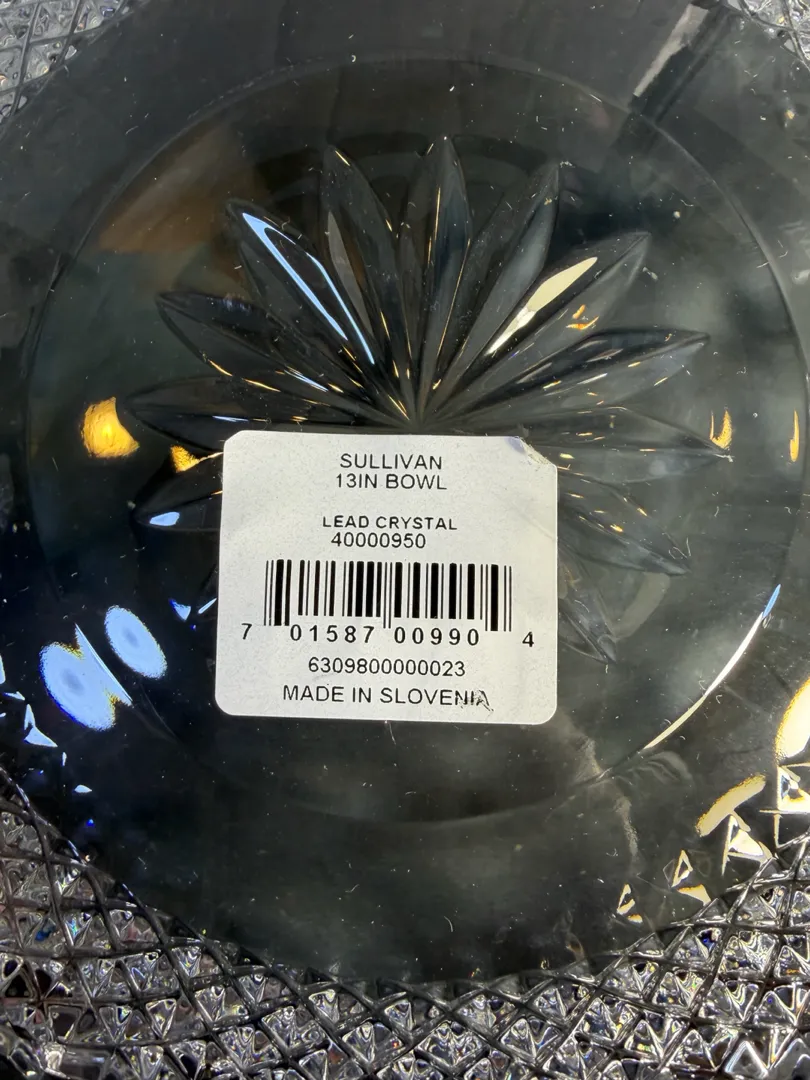 SULLIVAN
13IN BOWL
LEAD CRYSTAL
40000950
7 01587 00990 4
6309800000023
MADE IN SLOVENIA